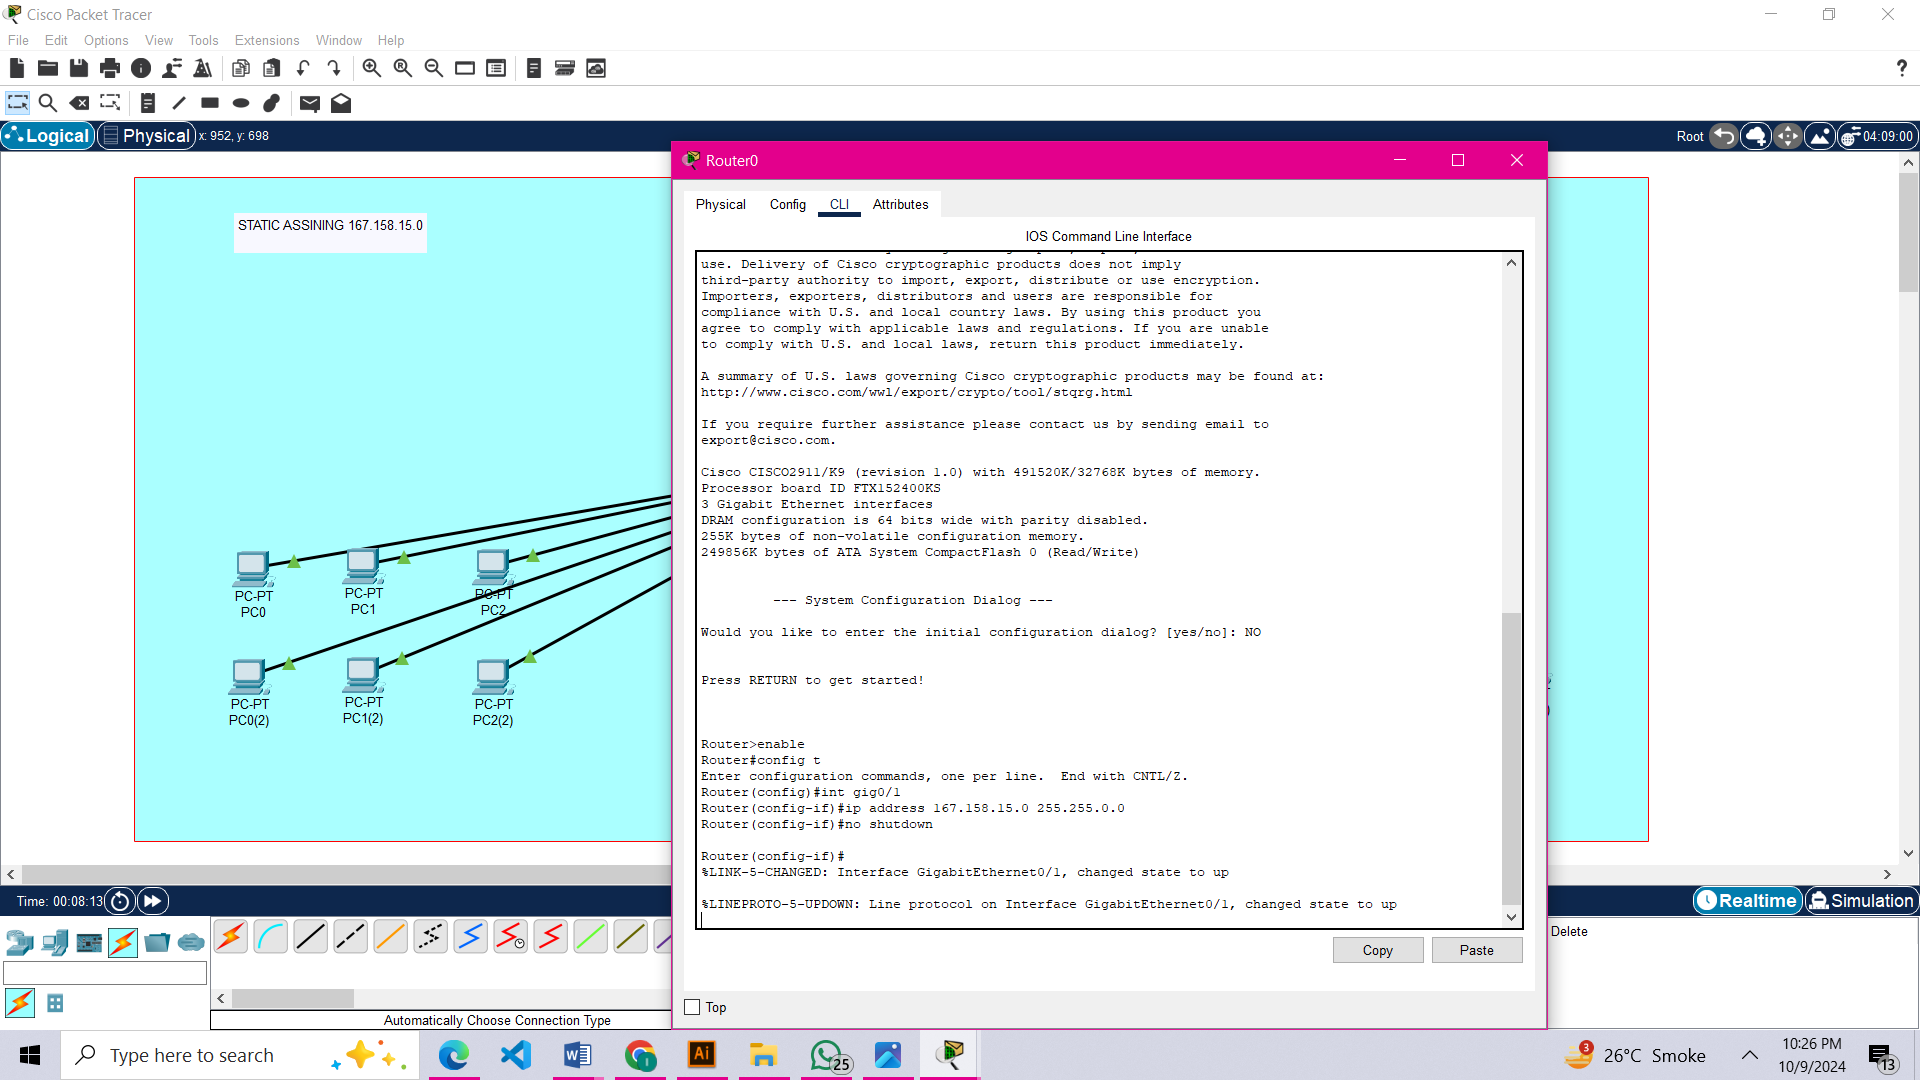 Cisco Packet Tracer
File Edit Options View Tools Extensions Window Help
?
Logical Physical x: 952, y: 698
Root 04:09:00
STATIC ASSINING 167.158.15.0
PC-PT
PC0
PC-PT
PC1
PC-PT
PC2
PC-PT
PC0(2)
PC-PT
PC1(2)
PC-PT
PC2(2)
Router0
Physical Config CLI Attributes
IOS Command Line Interface
use. Delivery of Cisco cryptographic products does not imply
third-party authority to import, export, distribute or use encryption.
Importers, exporters, distributors and users are responsible for
compliance with U.S. and local country laws. By using this product you
agree to comply with applicable laws and regulations. If you are unable
to comply with U.S. and local laws, return this product immediately.
A summary of U.S. laws governing Cisco cryptographic products may be found at:
http://www.cisco.com/wwl/export/crypto/tool/stqrg.html
If you require further assistance please contact us by sending email to
export@cisco.com.
Cisco CISCO2911/K9 (revision 1.0) with 491520K/32768K bytes of memory.
Processor board ID FTX152400KS
3 Gigabit Ethernet interfaces
DRAM configuration is 64 bits wide with parity disabled.
255K bytes of non-volatile configuration memory.
249856K bytes of ATA System CompactFlash 0 (Read/Write)
--- System Configuration Dialog ---
Would you like to enter the initial configuration dialog? [yes/no]: NO
Press RETURN to get started!
Router>enable
Router#config t
Enter configuration commands, one per line.  End with CNTL/Z.
Router(config)#int gig0/1
Router(config-if)#ip address 167.158.15.0 255.255.0.0
Router(config-if)#no shutdown
Router(config-if)#
%LINK-5-CHANGED: Interface GigabitEthernet0/1, changed state to up
%LINEPROTO-5-UPDOWN: Line protocol on Interface GigabitEthernet0/1, changed state to up
Copy Paste
Top
Time: 00:08:13
Realtime Simulation
Delete
Automatically Choose Connection Type
Type here to search
Ai
25
3
26°C Smoke
10:26 PM
10/9/2024
13